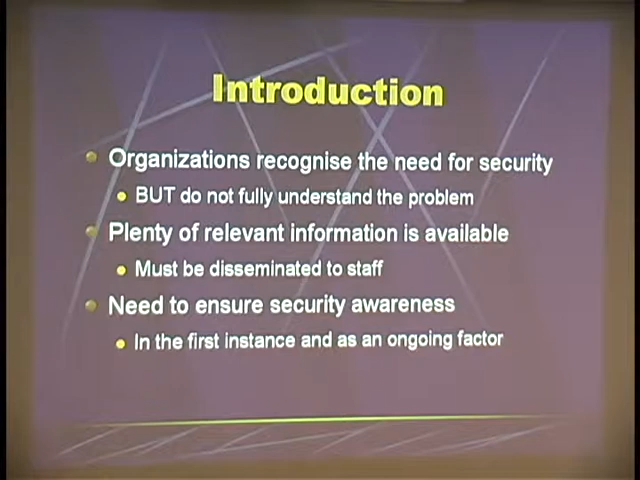 Introduction
Organizations recognise the need for security
BUT do not fully understand the problem
Plenty of relevant information is available
Must be disseminated to staff
Need to ensure security awareness
In the first instance and as an ongoing factor